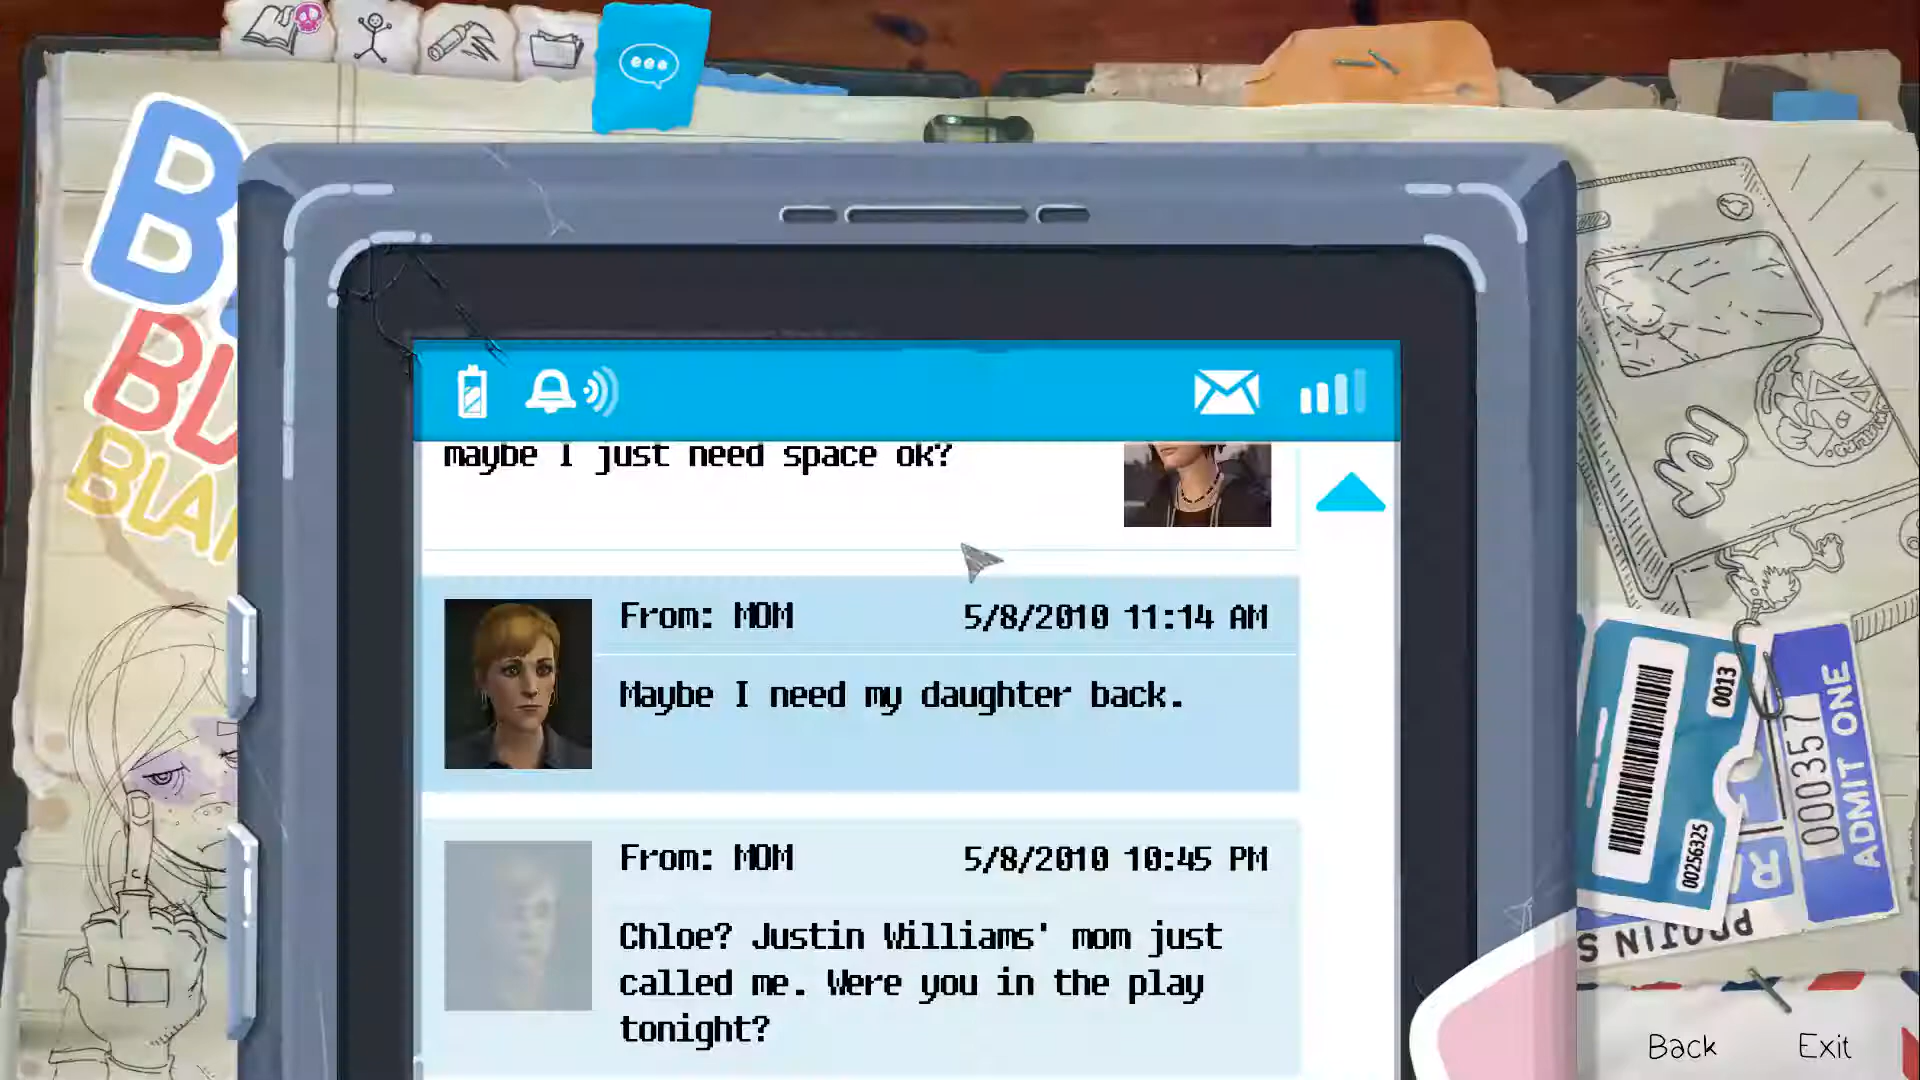 maybe I just need space ok?
From: MOM 5/8/2010 11:14 AM
Maybe I need my daughter back.
From: MOM 5/8/2010 10:45 PM
Chloe? Justin Williams' mom just
called me. Were you in the play
tonight?
BLA
0013
00256325
000357
ADMIT ONE
Back Exit